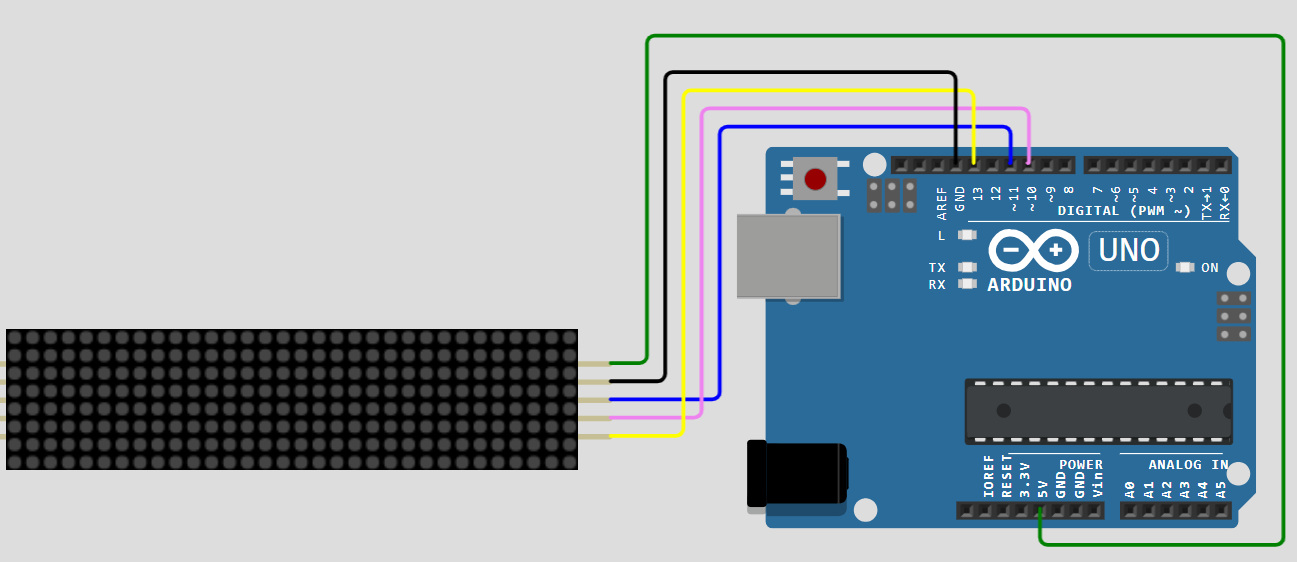 AREF GND 13 12 ~11 ~10 ~9 8 7 ~6 ~5 4 ~3 2 TX→1 RX←0
DIGITAL (PWM ~)
L
UNO
TX
ON
RX
ARDUINO
POWER
ANALOG IN
IOREF RESET 3.3V 5V GND GND Vin A0 A1 A2 A3 A4 A5